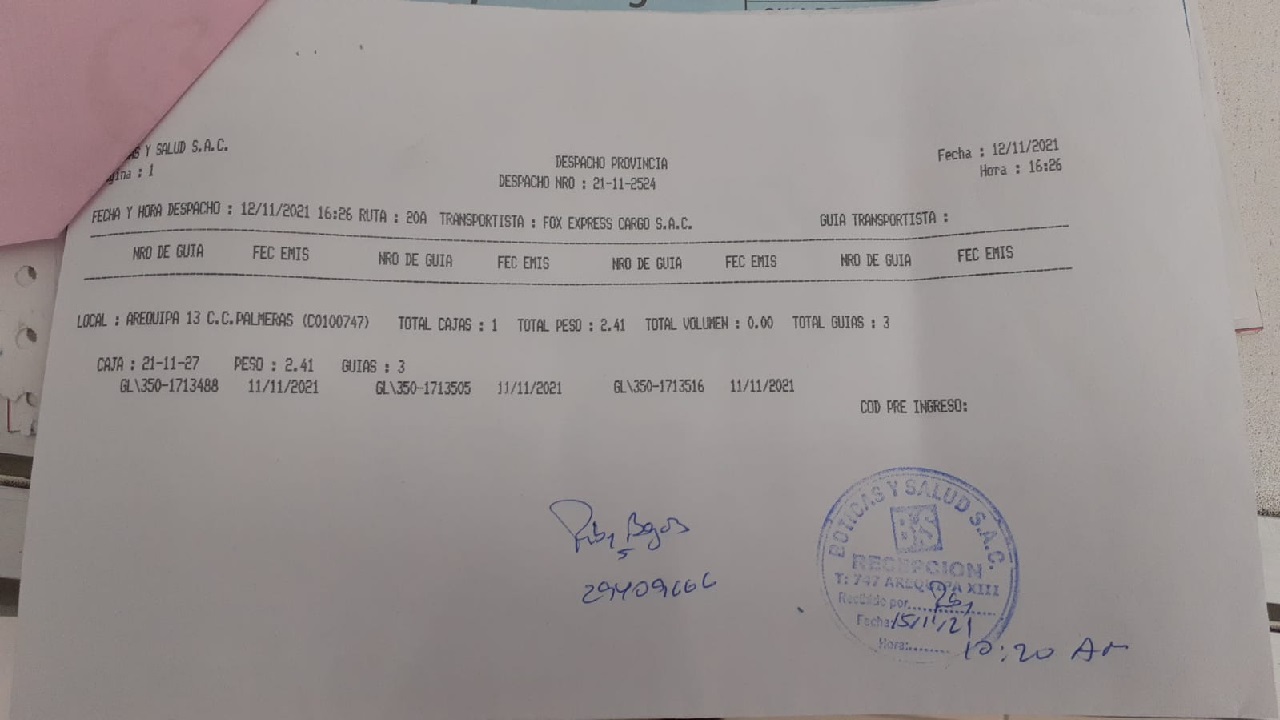 AS Y SALUD S.A.C.
gina : 1
DESPACHO PROVINCIA
DESPACHO NRO : 21-11-2524
Fecha : 12/11/2021
Hora : 16:26
FECHA Y HORA DESPACHO : 12/11/2021 16:26 RUTA : 20A TRANSPORTISTA : FOX EXPRESS CARGO S.A.C. GUIA TRANSPORTISTA :
NRO DE GUIA FEC EMIS NRO DE GUIA FEC EMIS NRO DE GUIA FEC EMIS NRO DE GUIA FEC EMIS
LOCAL : AREQUIPA 13 C.C.PALMERAS (C0100747) TOTAL CAJAS : 1 TOTAL PESO : 2.41 TOTAL VOLUMEN : 0.00 TOTAL GUIAS : 3
CAJA : 21-11-27 PESO : 2.41 GUIAS : 3
GL\350-1713488 11/11/2021 GL\350-1713505 11/11/2021 GL\350-1713516 11/11/2021
COD PRE INGRESO:
BOTICAS Y SALUD S.A.C.
BS
RECEPCION
T: 747 AREQUIPA XIII
Recibido por
Fecha: 15/11/21
Hora: 10:20 AM